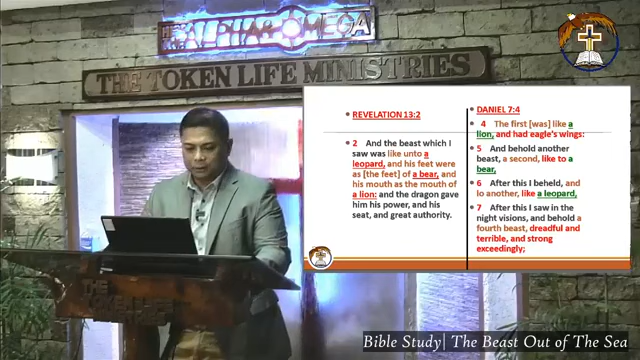 THE ALPHA & OMEGA
THE TOKEN LIFE MINISTRIES
REVELATION 13:2
2 And the beast which I
saw was like unto a
leopard, and his feet were
as [the feet] of a bear, and
his mouth as the mouth of
a lion: and the dragon gave
him his power, and his
seat, and great authority.
DANIEL 7:4
4 The first [was] like a
lion, and had eagle's wings:
5 And behold another
beast, a second, like to a
bear,
6 After this I beheld, and
lo another, like a leopard,
7 After this I saw in the
night visions, and behold a
fourth beast, dreadful and
terrible, and strong
exceedingly;
THE
TOKEN LIFE
Bible Study| The Beast Out of The Sea